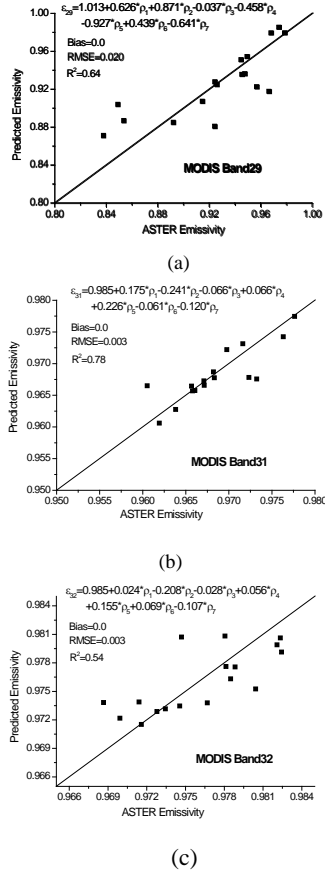 ε29=1.013+0.626*ρ1+0.871*ρ2-0.037*ρ3-0.458*ρ4
-0.927*ρ5+0.439*ρ6-0.641*ρ7
Bias=0.0
RMSE=0.020
R²=0.64
1.00
0.96
0.92
0.88
0.84
0.80
Predicted Emissivity
MODIS Band29
0.80 0.84 0.88 0.92 0.96 1.00
ASTER Emissivity
(a)
ε31=0.985+0.175*ρ1-0.241*ρ2-0.066*ρ3+0.066*ρ4
+0.226*ρ5-0.061*ρ6-0.120*ρ7
Bias=0.0
RMSE=0.003
R²=0.78
0.980
0.975
0.970
0.965
0.960
0.955
0.950
Predicted Emissivity
MODIS Band31
0.950 0.955 0.960 0.965 0.970 0.975 0.980
ASTER Emissivity
(b)
ε32=0.985+0.024*ρ1-0.208*ρ2-0.028*ρ3+0.056*ρ4
+0.155*ρ5+0.069*ρ6-0.107*ρ7
Bias=0.0
RMSE=0.003
R²=0.54
0.984
0.981
0.978
0.975
0.972
0.969
0.966
Predicted Emissivity
MODIS Band32
0.966 0.969 0.972 0.975 0.978 0.981 0.984
ASTER Emissivity
(c)